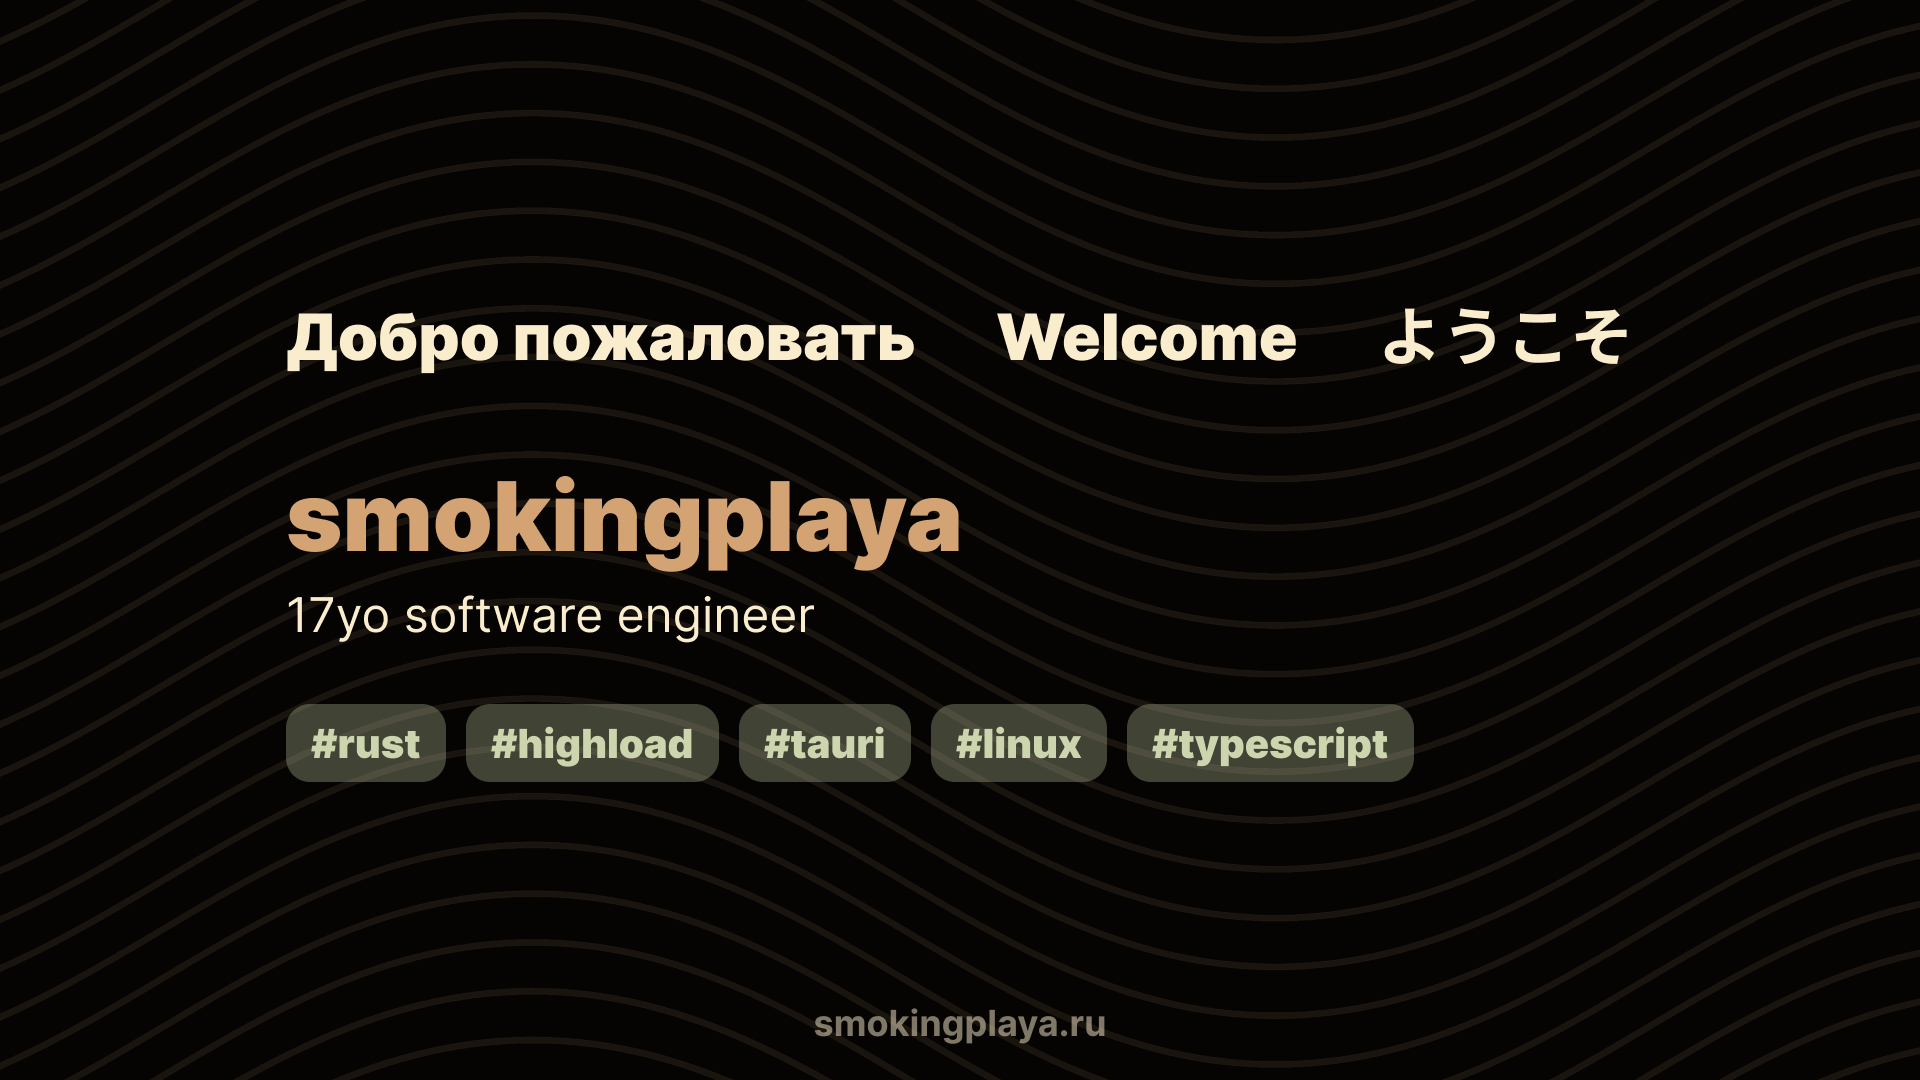 Добро пожаловать Welcome ようこそ
smokingplaya
17yo software engineer
#rust #highload #tauri #linux #typescript
smokingplaya.ru